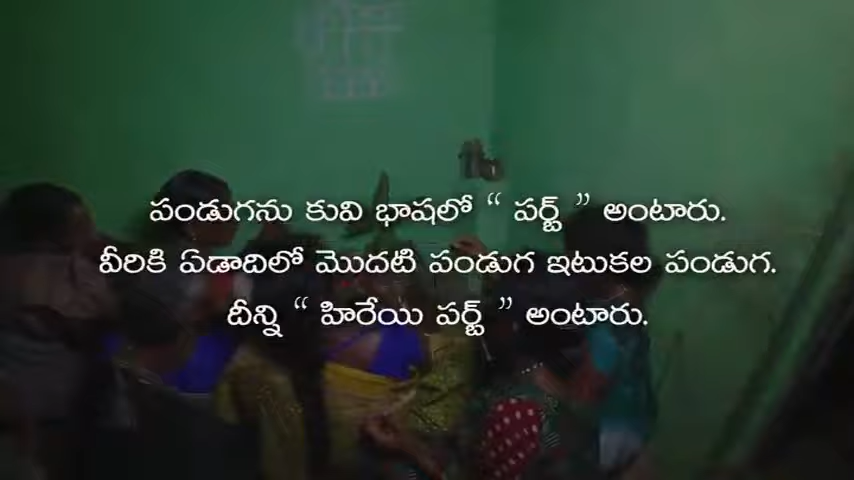 పండుగను కువి భాషలో “ పర్బ్ ” అంటారు.
వీరికి ఏడాదిలో మొదటి పండుగ ఇటుకల పండుగ.
దీన్ని “ హిరేయి పర్బ్ ” అంటారు.